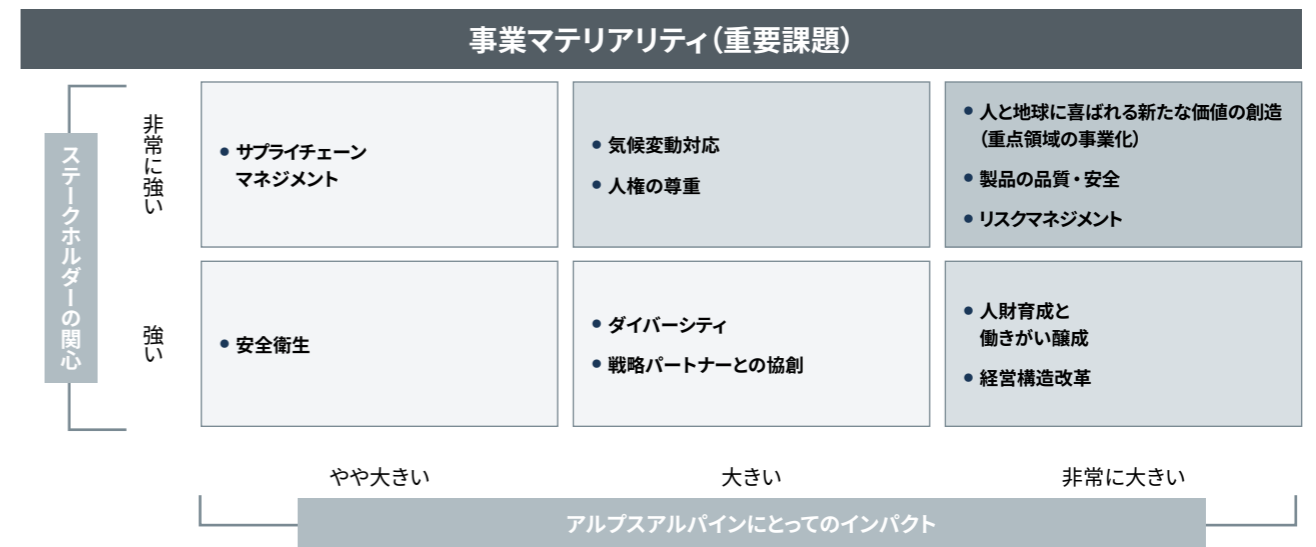 事業マテリアリティ(重要課題)
ステークホルダーの関心
非常に強い
• サプライチェーン
マネジメント
• 気候変動対応
• 人権の尊重
• 人と地球に喜ばれる新たな価値の創造
(重点領域の事業化)
• 製品の品質・安全
• リスクマネジメント
強い
• 安全衛生
• ダイバーシティ
• 戦略パートナーとの協創
• 人財育成と
働きがい醸成
• 経営構造改革
やや大きい
大きい
非常に大きい
アルプスアルパインにとってのインパクト